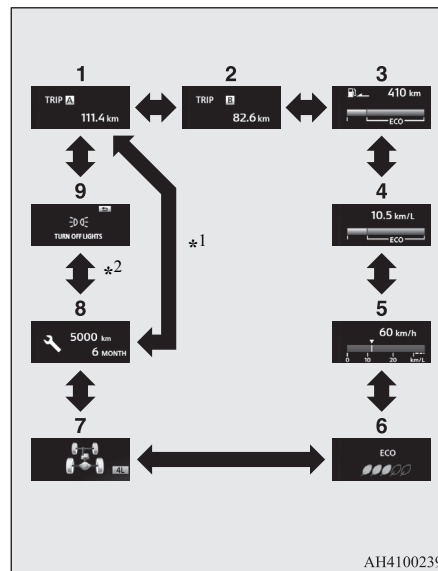 1
TRIP A
111.4 km
2
TRIP B
82.6 km
3
410 km
ECO
4
10.5 km/L
ECO
5
60 km/h
0 10 20 km/L
6
ECO
7
4L
8
5000 km
6 MONTH
9
TURN OFF LIGHTS
*1
*2
AH4100239